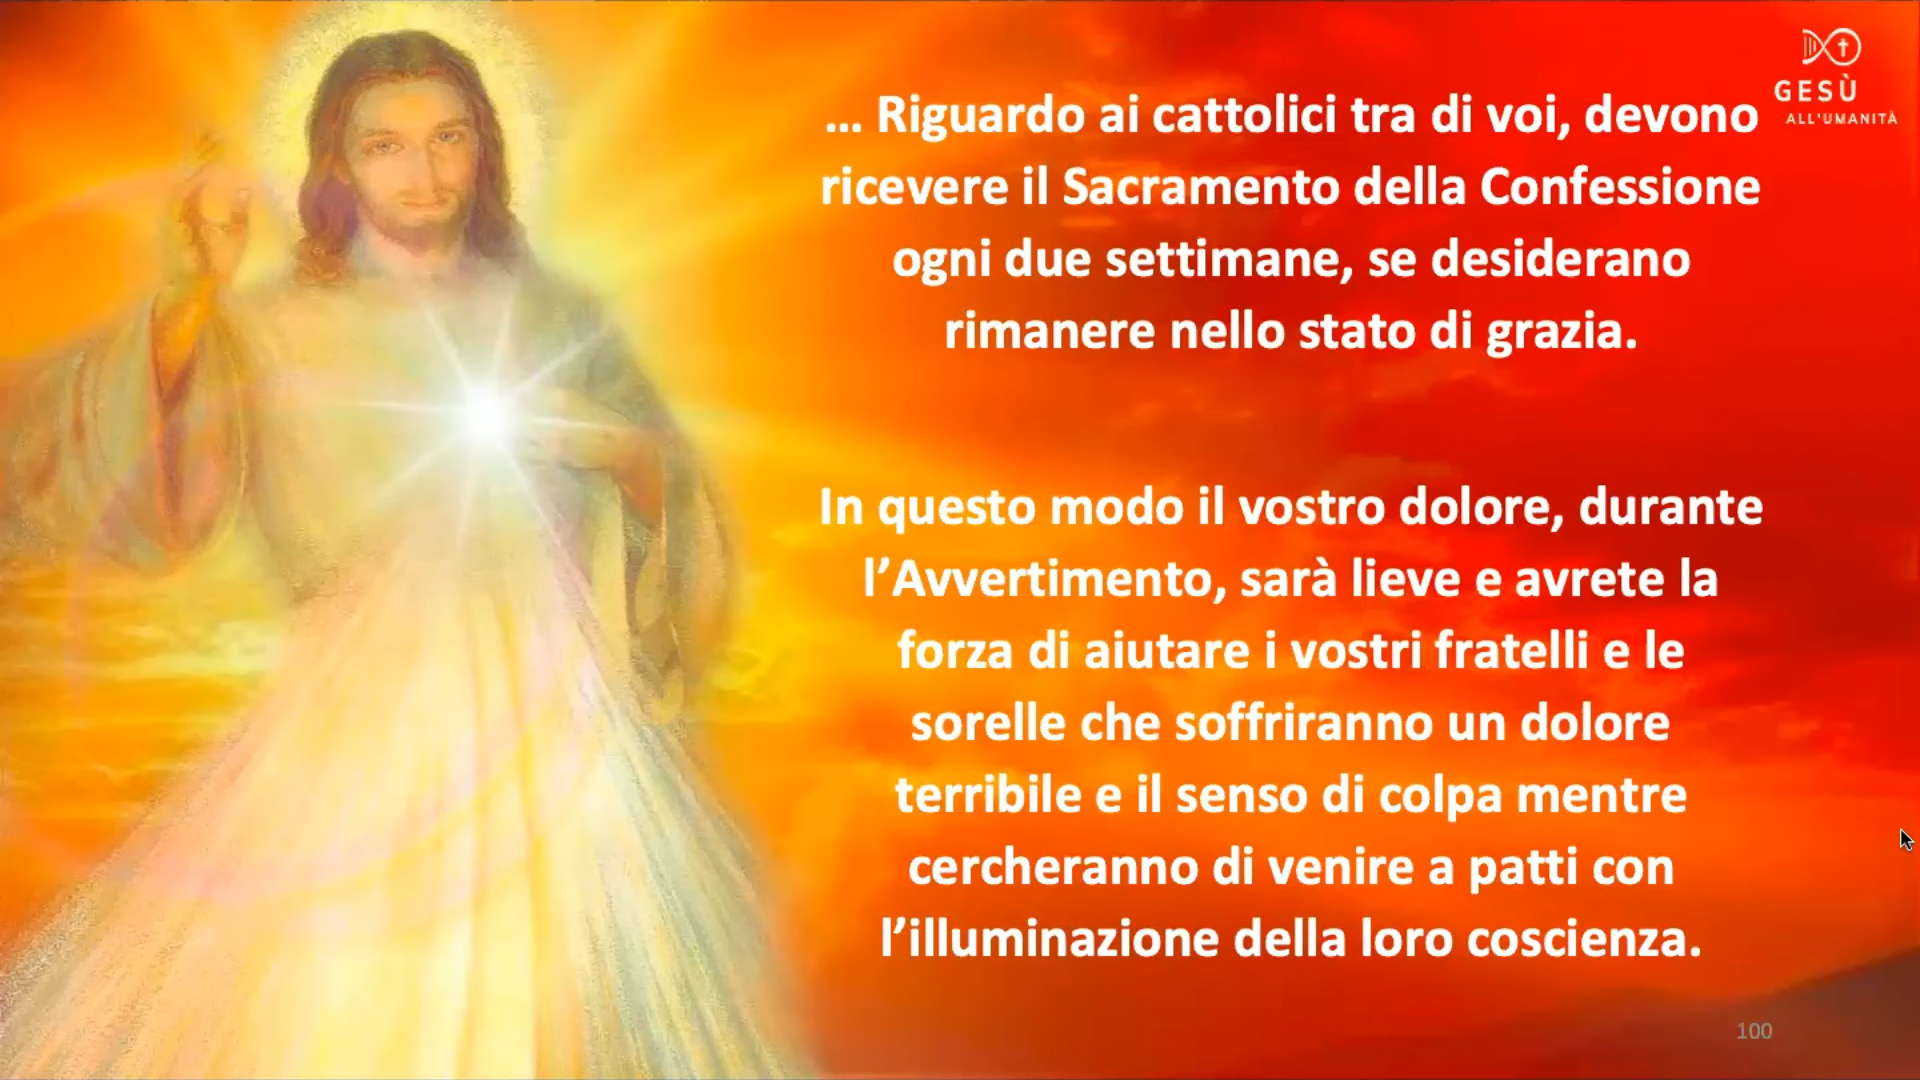 GESÙ
ALL'UMANITÀ
... Riguardo ai cattolici tra di voi, devono
ricevere il Sacramento della Confessione
ogni due settimane, se desiderano
rimanere nello stato di grazia.
In questo modo il vostro dolore, durante
l’Avvertimento, sarà lieve e avrete la
forza di aiutare i vostri fratelli e le
sorelle che soffriranno un dolore
terribile e il senso di colpa mentre
cercheranno di venire a patti con
l’illuminazione della loro coscienza.
100